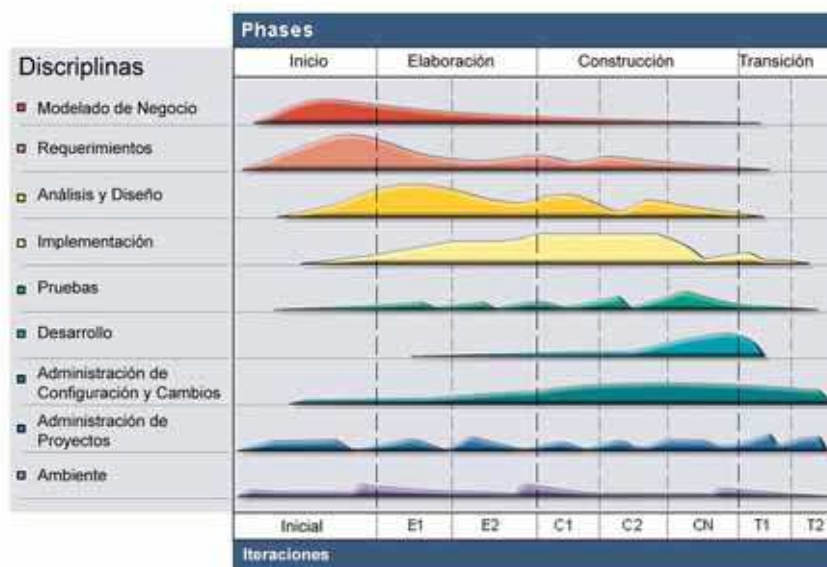 Phases
Inicio Elaboración Construcción Transición
Discriplinas
Modelado de Negocio
Requerimientos
Análisis y Diseño
Implementación
Pruebas
Desarrollo
Administración de
Configuración y Cambios
Administración de
Proyectos
Ambiente
Inicial E1 E2 C1 C2 CN T1 T2
Iteraciones